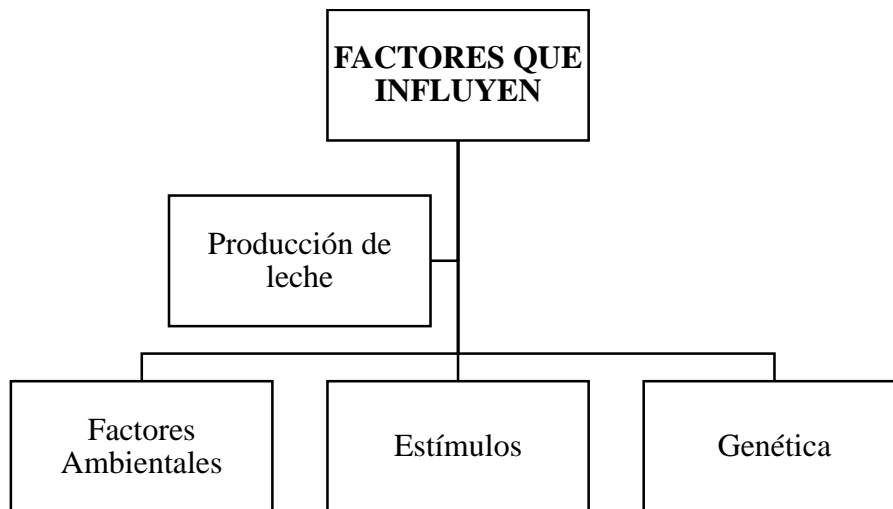 FACTORES QUE
INFLUYEN
Producción de
leche
Factores
Ambientales
Estímulos
Genética